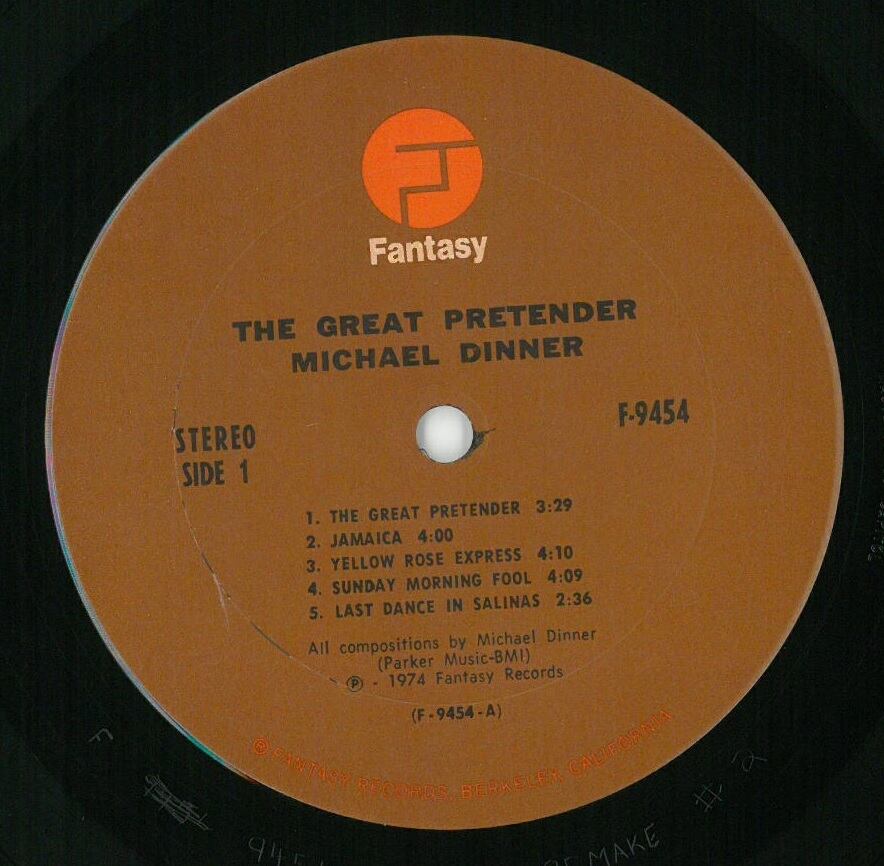 Fantasy
THE GREAT PRETENDER
MICHAEL DINNER
STEREO
SIDE 1
F-9454
1. THE GREAT PRETENDER 3:29
2. JAMAICA 4:00
3. YELLOW ROSE EXPRESS 4:10
4. SUNDAY MORNING FOOL 4:09
5. LAST DANCE IN SALINAS 2:36
All compositions by Michael Dinner
(Parker Music-BMI)
℗ - 1974 Fantasy Records
(F-9454-A)
® FANTASY RECORDS, BERKELEY, CALIFORNIA
F
REMAKE # 2